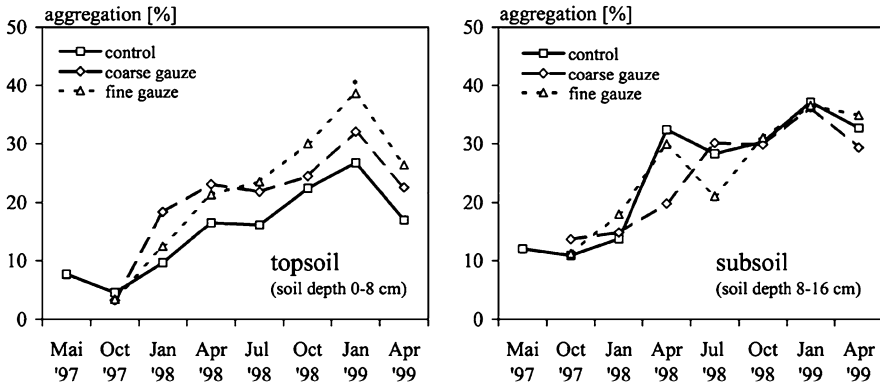 aggregation [%]
50
40
30
20
10
0
control
coarse gauze
fine gauze
*
topsoil
(soil depth 0-8 cm)
Mai '97
Oct '97
Jan '98
Apr '98
Jul '98
Oct '98
Jan '99
Apr '99
aggregation [%]
50
40
30
20
10
0
control
coarse gauze
fine gauze
subsoil
(soil depth 8-16 cm)
Mai '97
Oct '97
Jan '98
Apr '98
Jul '98
Oct '98
Jan '99
Apr '99